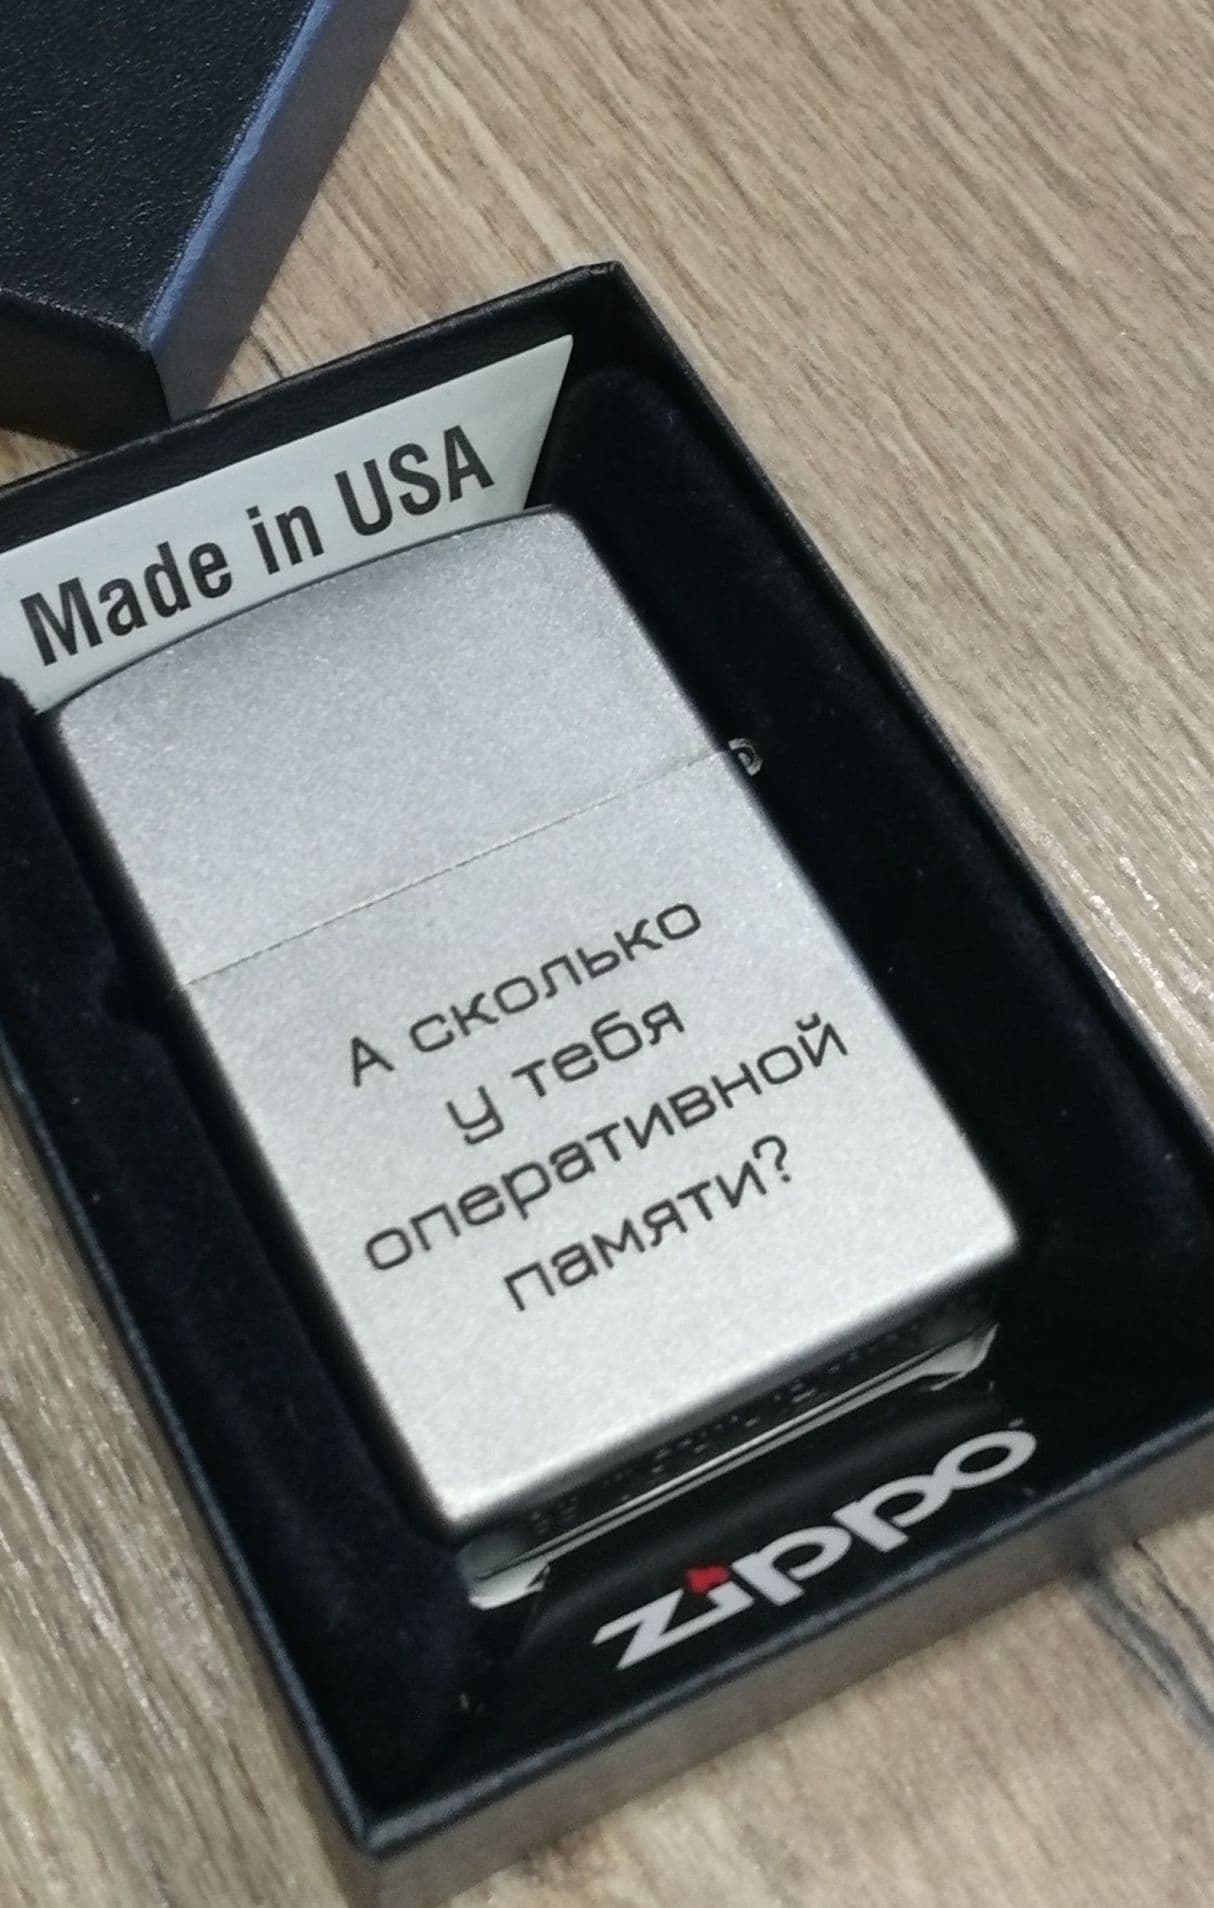 Made in USA
А сколько
у тебя
оперативной
памяти?
zippo